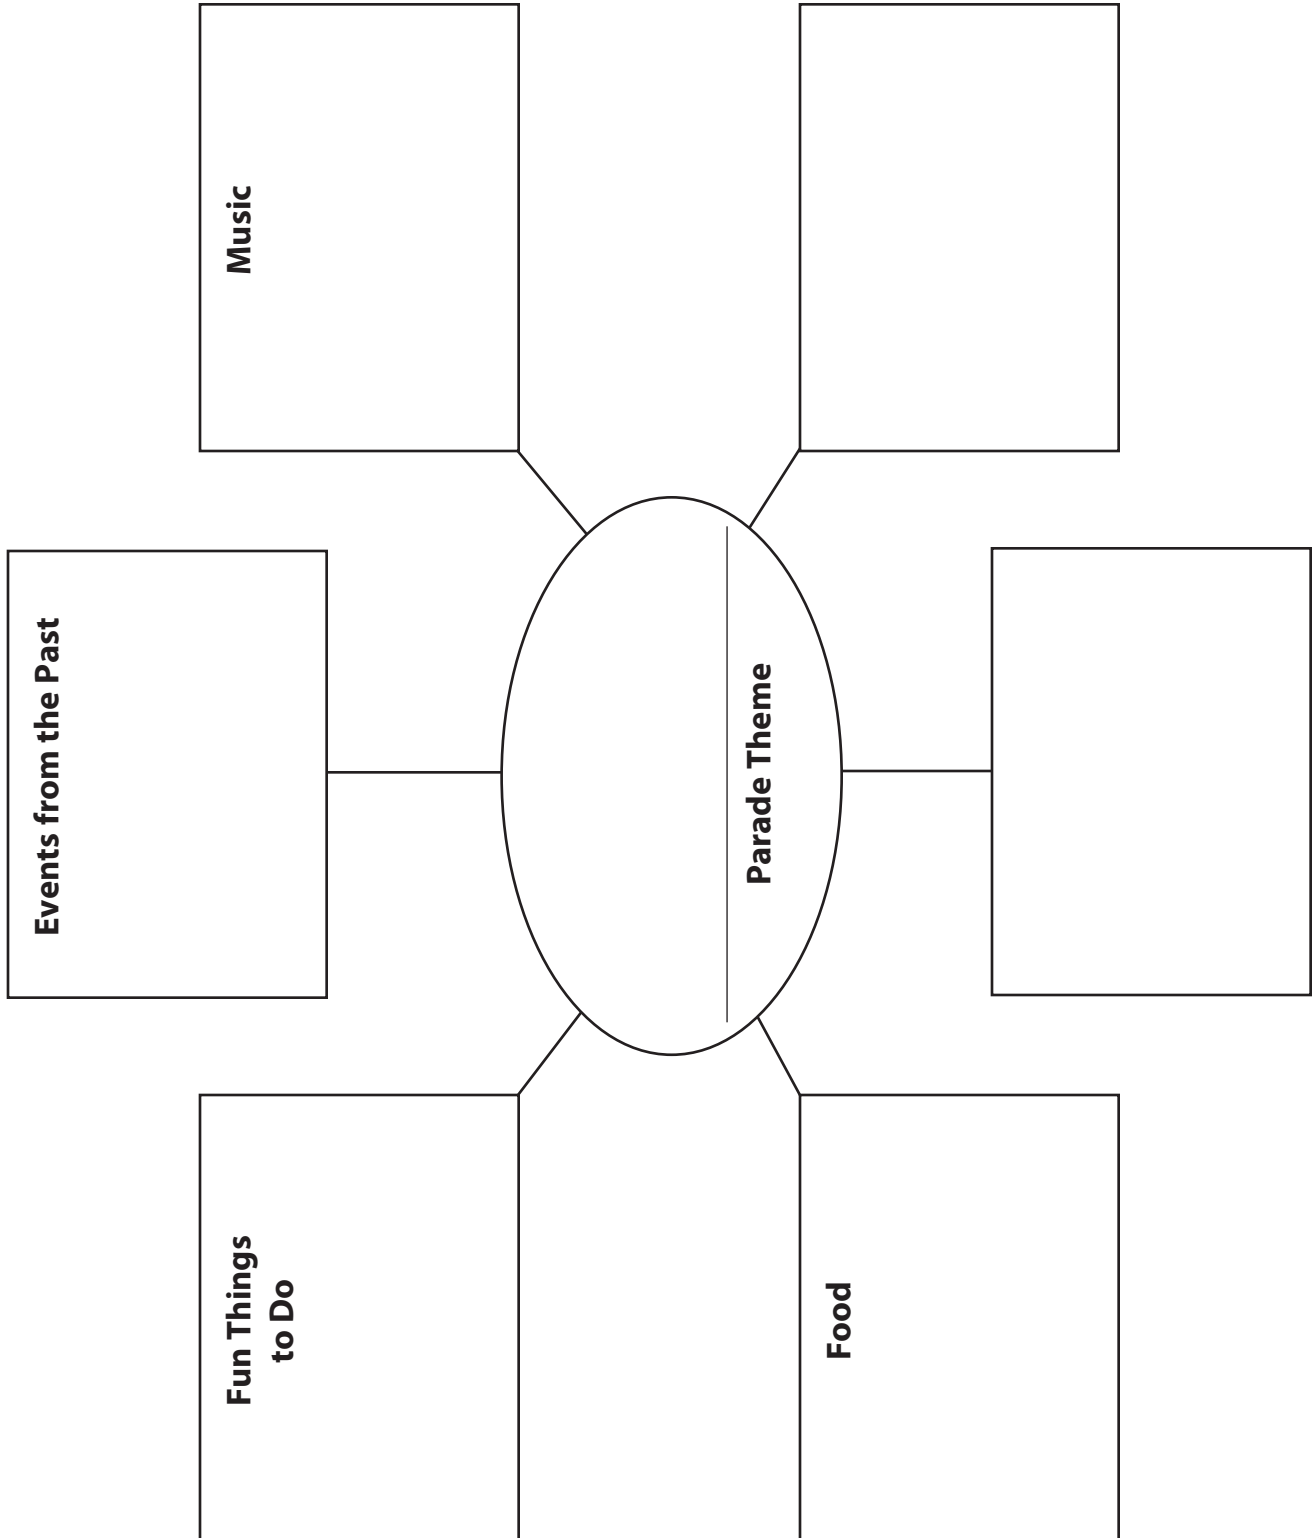 Fun Things
to Do
Events from the Past
Music
Parade Theme
Food